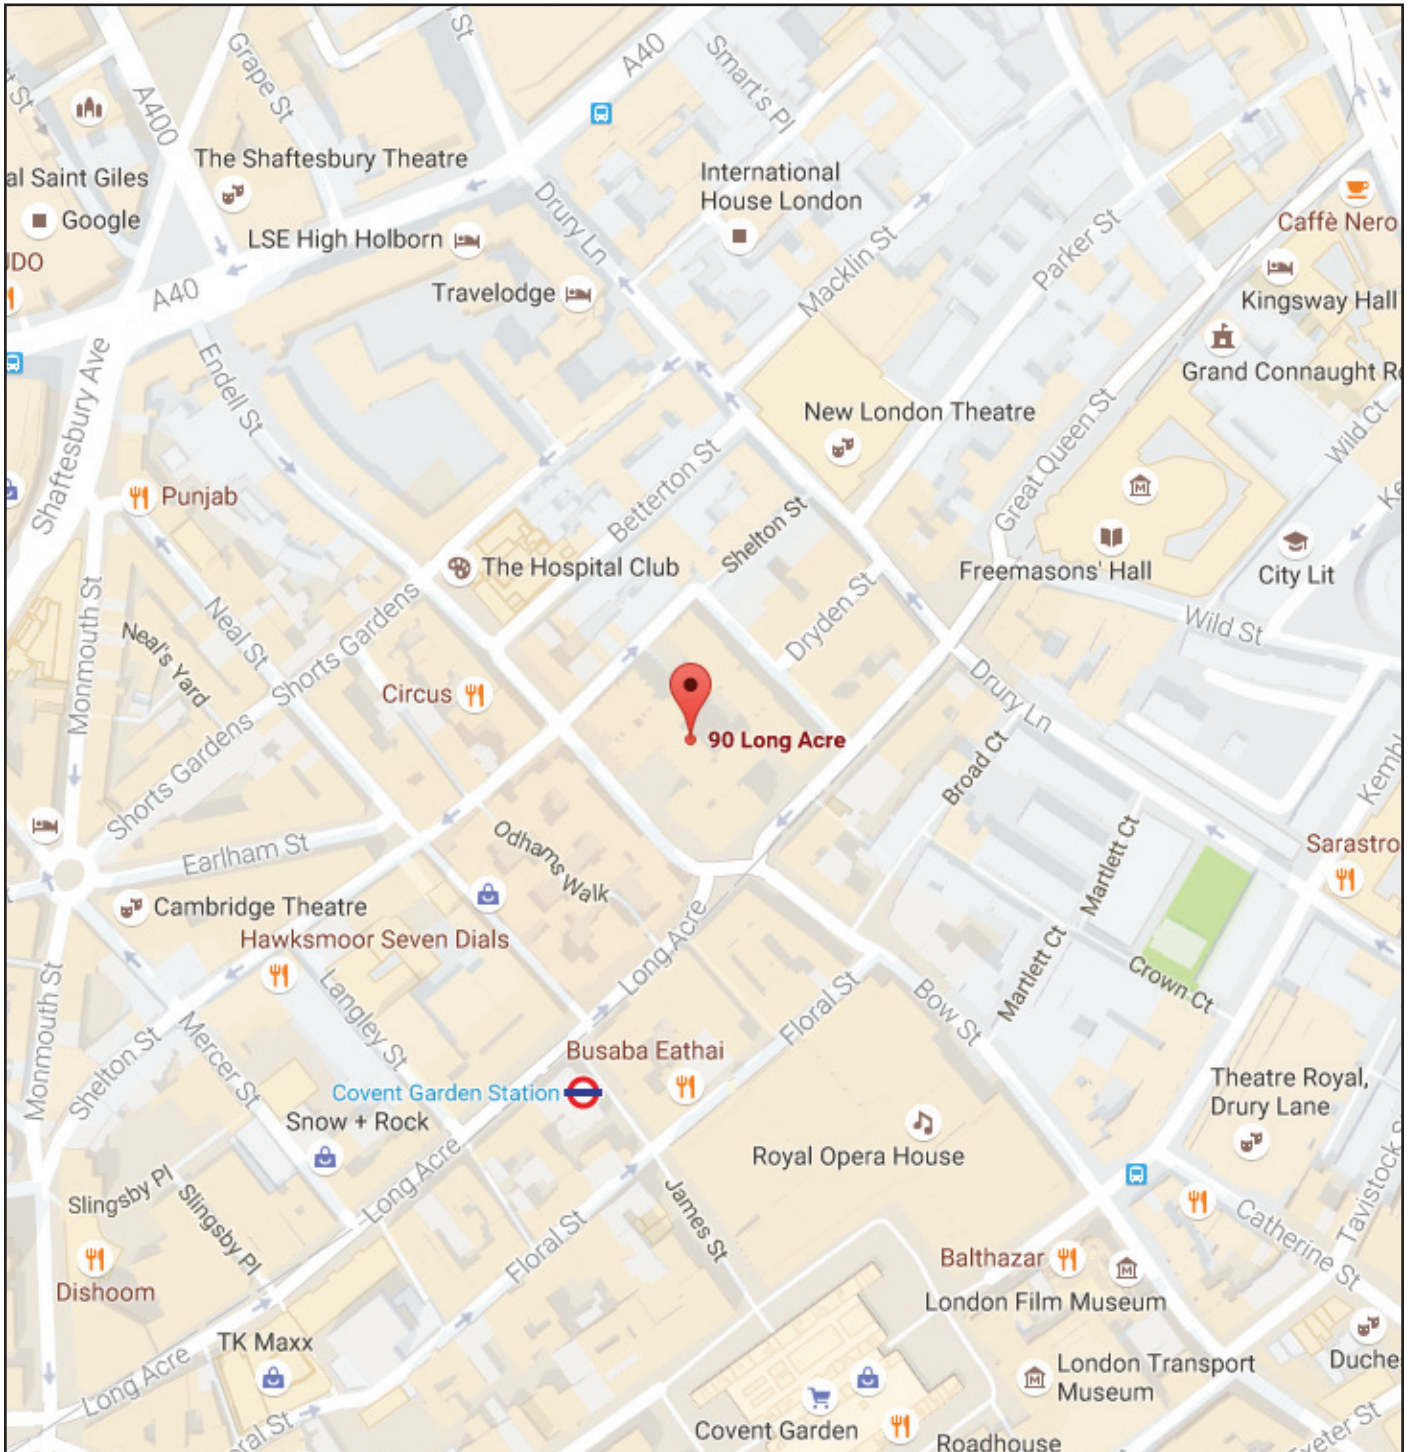 St
Grape St
A40
Smart's Pl
A400
St
The Shaftesbury Theatre
International
House London
al Saint Giles
Google
Drury Ln
Caffè Nero
LSE High Holborn
Parker St
JDO
Macklin St
Travelodge
Kingsway Hall
A40
Grand Connaught R
Endell St
Shaftesbury Ave
New London Theatre
Great Queen St
Wild Ct
Punjab
Betterton St
Shelton St
Ke
The Hospital Club
Freemasons' Hall
City Lit
Monmouth St
Neal's Yard
Neal St
Shorts Gardens
Dryden St
Wild St
Circus
Drury Ln
90 Long Acre
Shorts Gardens
Broad Ct
Kembl
Earlham St
Odhams Walk
Martlett Ct
Sarastro
Cambridge Theatre
Hawksmoor Seven Dials
Long Acre
Martlett Ct
Crown Ct
Langley St
Floral St
Bow St
Monmouth St
Shelton St
Mercer St
Busaba Eathai
Covent Garden Station
Theatre Royal,
Drury Lane
Snow + Rock
Royal Opera House
Long Acre
Slingsby Pl
Slingsby Pl
James St
Tavistock S
Floral St
Catherine St
Balthazar
Dishoom
London Film Museum
TK Maxx
Duche
Long Acre
London Transport
Museum
Covent Garden
oral St
Roadhouse
xeter St